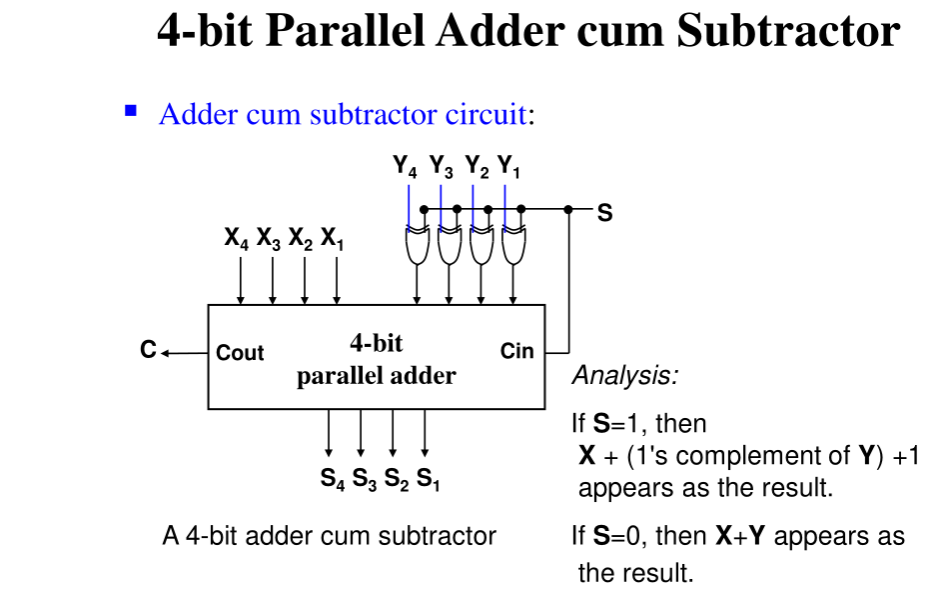 4-bit Parallel Adder cum Subtractor
▪ Adder cum subtractor circuit:
Y₄ Y₃ Y₂ Y₁
S
X₄ X₃ X₂ X₁
C
Cout
4-bit
parallel adder
Cin
S₄ S₃ S₂ S₁
A 4-bit adder cum subtractor
Analysis:
If S=1, then
X + (1's complement of Y) +1
appears as the result.
If S=0, then X+Y appears as
the result.